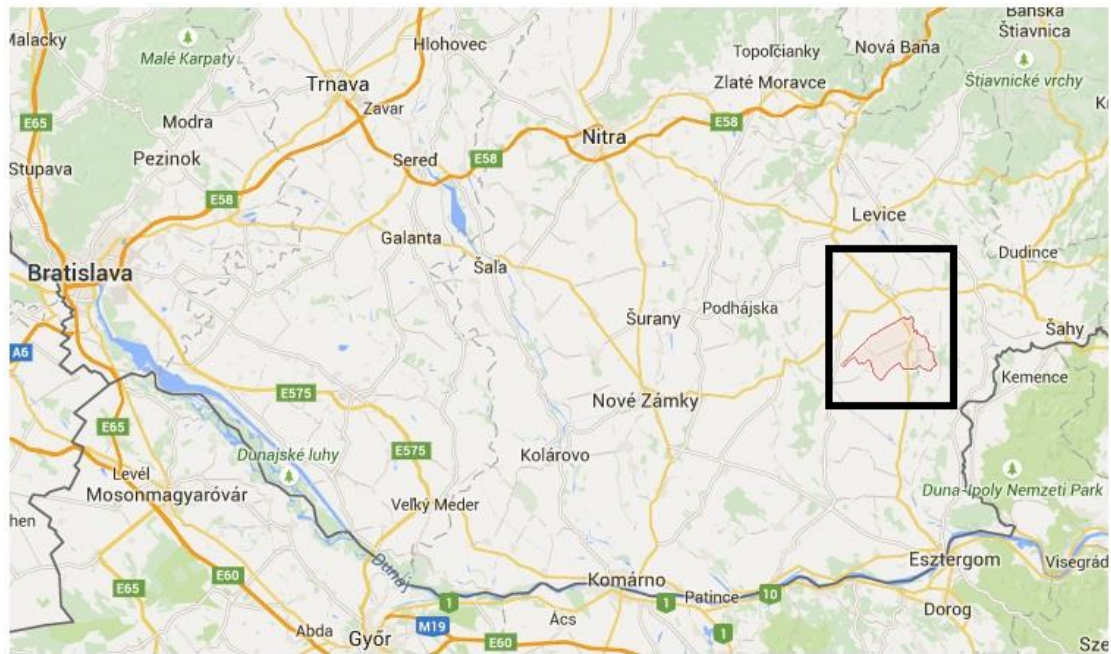 Malacky
Malé Karpaty
Hlohovec
Topoľčianky
Nová Baňa
Banská
Štiavnica
Trnava
Zlaté Moravce
Štiavnické vrchy
E65
Zavar
Modra
Nitra
E58
Stupava
Pezinok
Sereď
E58
E58
Levice
Galanta
Dudince
Bratislava
Šaľa
Podhájska
Šurany
Šahy
A6
Kemence
E575
Nové Zámky
E65
Dunajské luhy
E575
Kolárovo
Levél
Mosonmagyaróvár
Veľký Meder
Duna-Ipoly Nemzeti Park
Dunaj
Esztergom
Visegrád
E65
E60
Komárno
Patince
10
1
1
Dorog
Abda
Győr
M19
Ács
E60
1